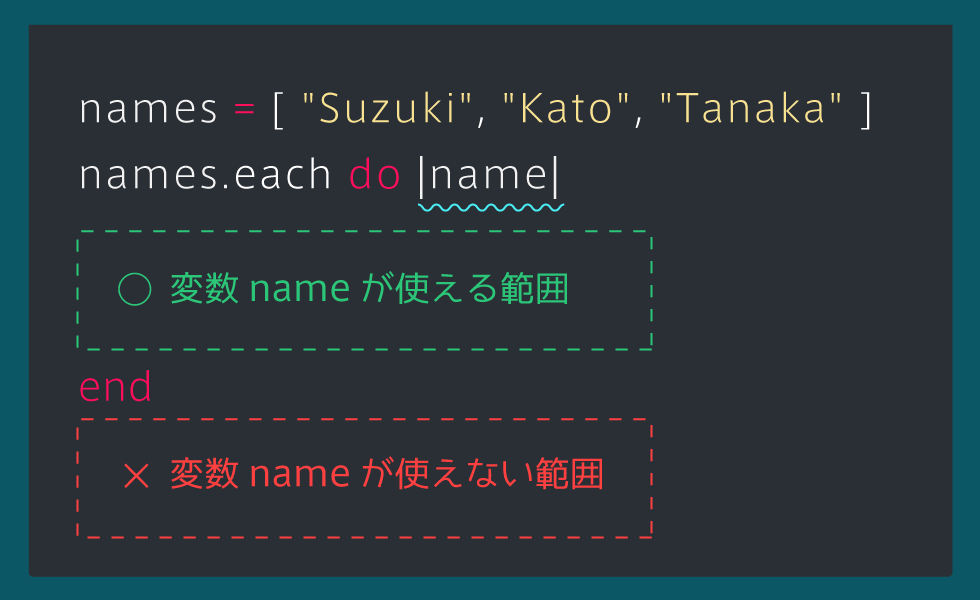 names = [ "Suzuki", "Kato", "Tanaka" ]
names.each do |name|
○ 変数 name が使える範囲
end
× 変数 name が使えない範囲